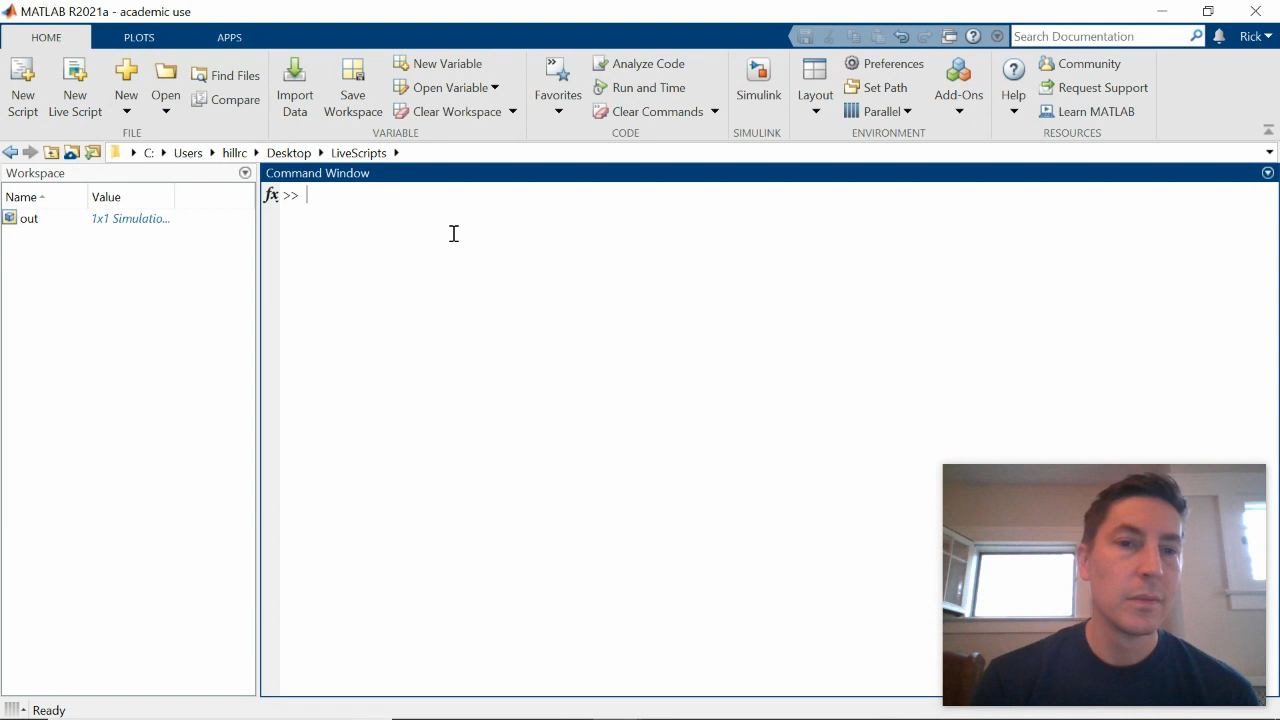 MATLAB R2021a - academic use
HOME PLOTS APPS
Search Documentation Rick
New Script
New Live Script
New
Open
Find Files
Compare
FILE
Import Data
Save Workspace
New Variable
Open Variable
Clear Workspace
VARIABLE
Favorites
Analyze Code
Run and Time
Clear Commands
CODE
Simulink
SIMULINK
Layout
Preferences
Set Path
Parallel
Add-Ons
ENVIRONMENT
Help
Community
Request Support
Learn MATLAB
RESOURCES
C: Users hillrc Desktop LiveScripts
Workspace
Name Value
out 1x1 Simulatio...
Command Window
fx >>
Ready